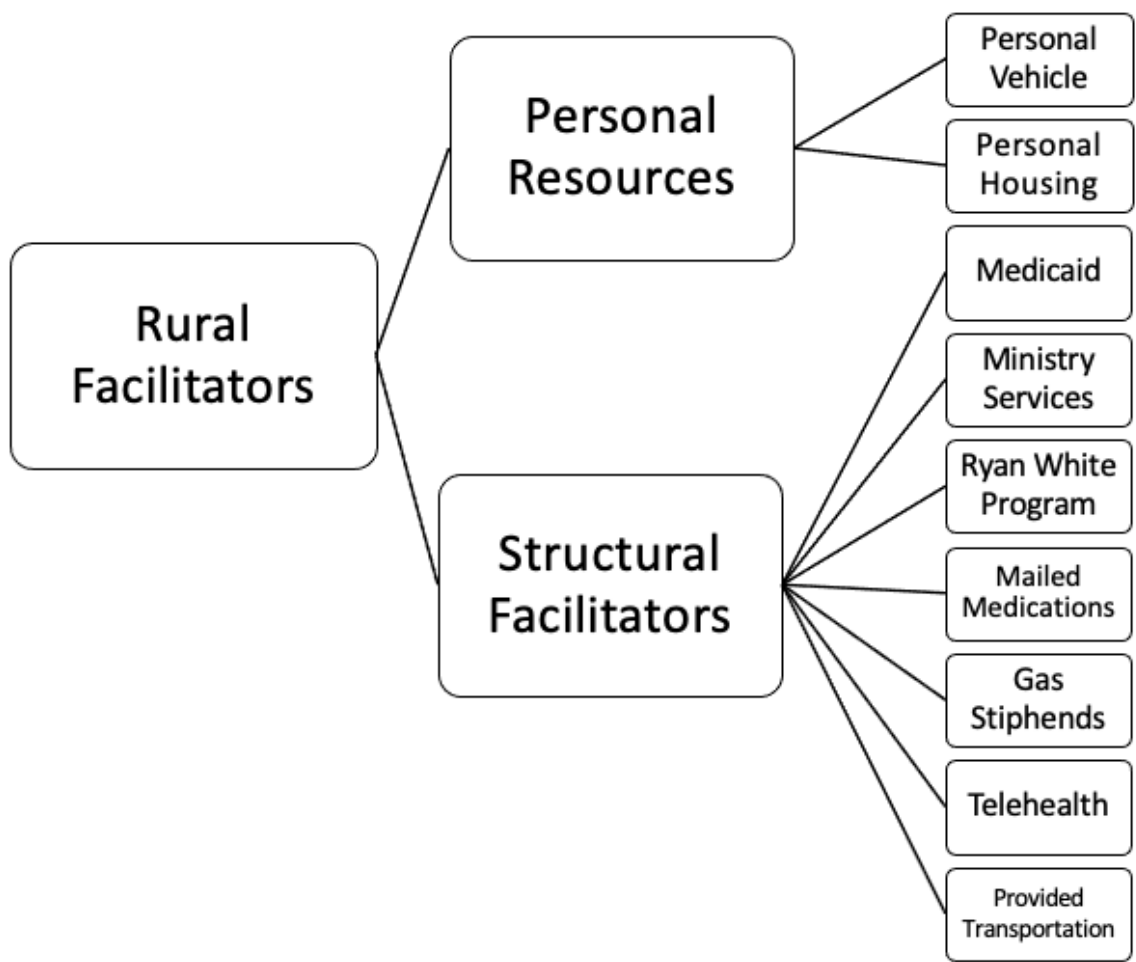 Rural
Facilitators
Personal
Resources
Structural
Facilitators
Personal
Vehicle
Personal
Housing
Medicaid
Ministry
Services
Ryan White
Program
Mailed
Medications
Gas
Stiphends
Telehealth
Provided
Transportation